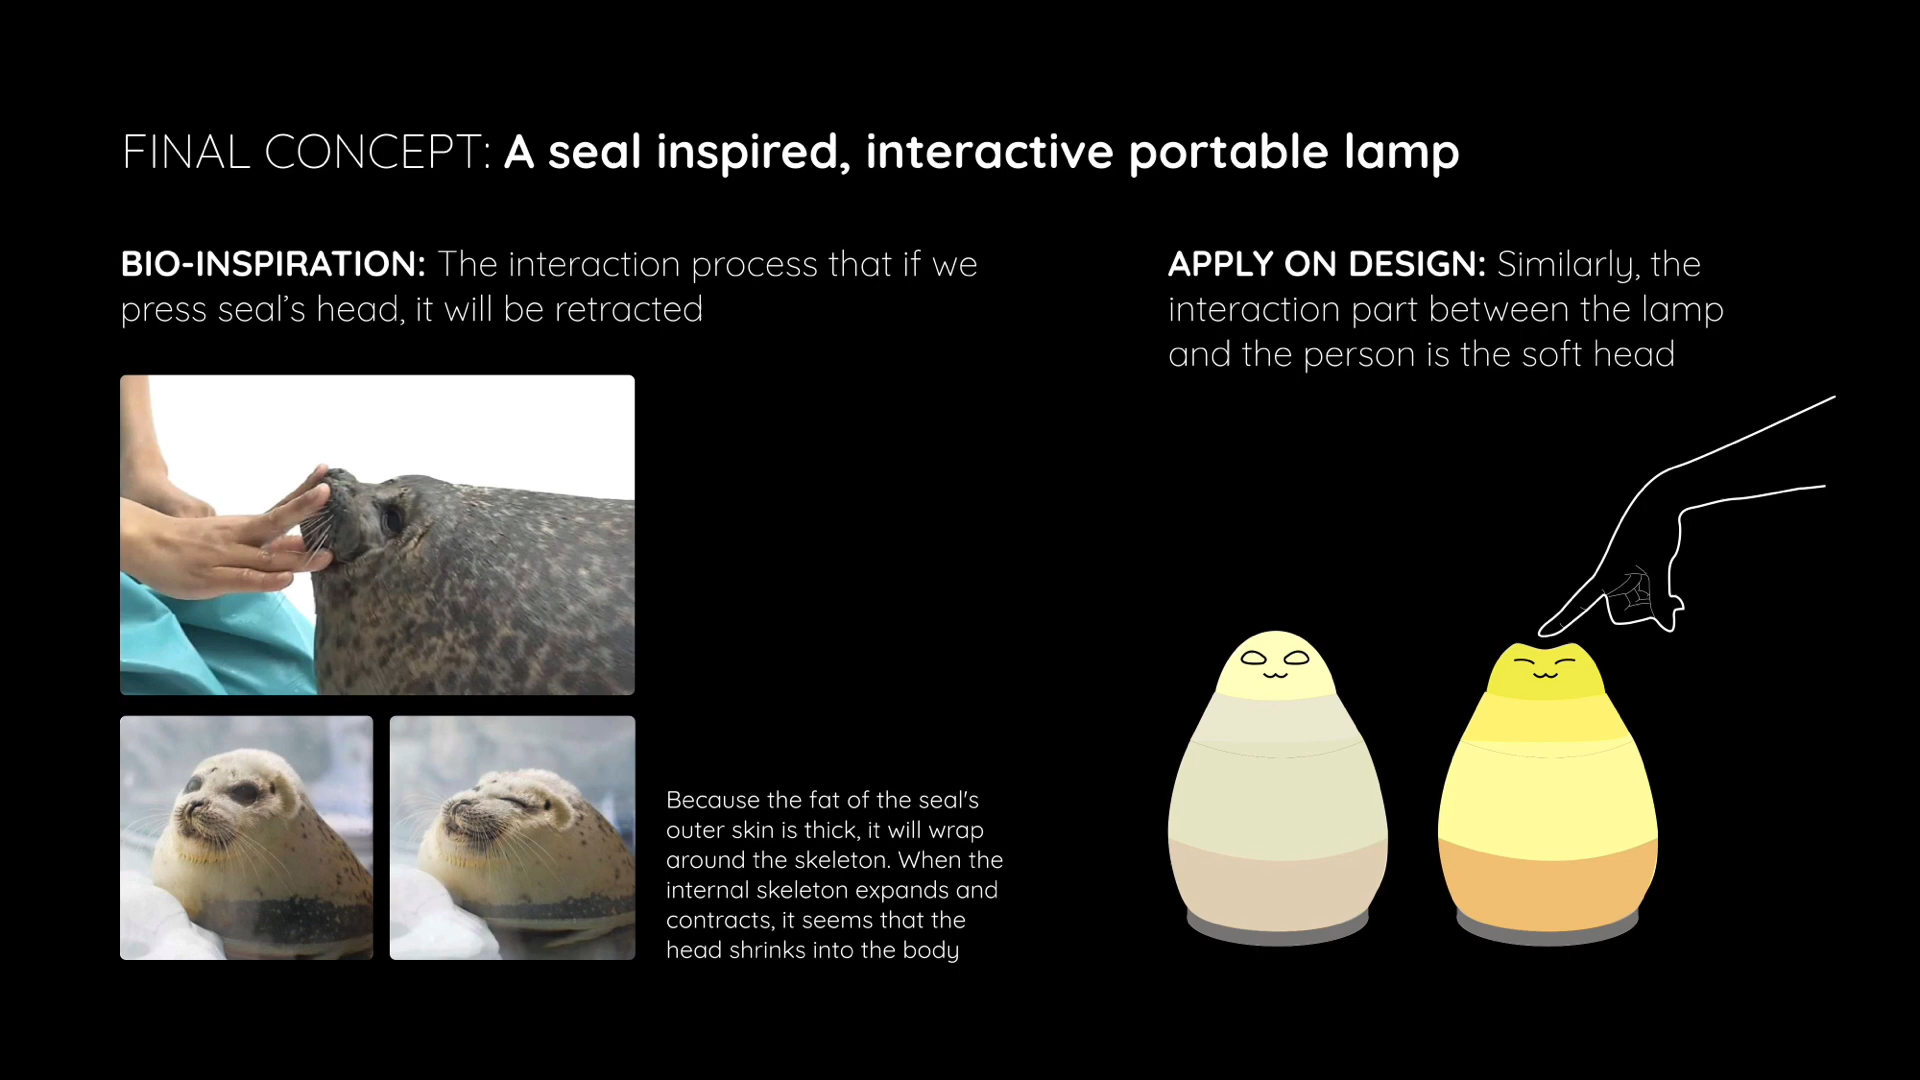 FINAL CONCEPT: A seal inspired, interactive portable lamp
BIO-INSPIRATION: The interaction process that if we
press seal’s head, it will be retracted
Because the fat of the seal's
outer skin is thick, it will wrap
around the skeleton. When the
internal skeleton expands and
contracts, it seems that the
head shrinks into the body
APPLY ON DESIGN: Similarly, the
interaction part between the lamp
and the person is the soft head